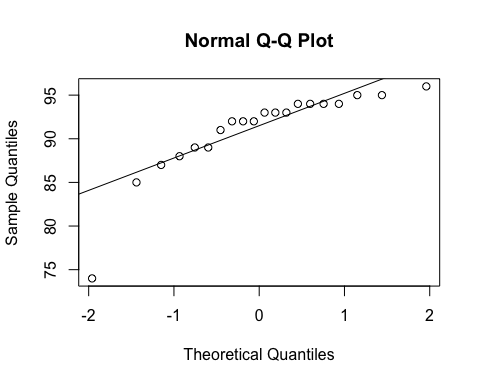 Normal Q-Q Plot
Sample Quantiles
95
90
85
80
75
-2 -1 0 1 2
Theoretical Quantiles